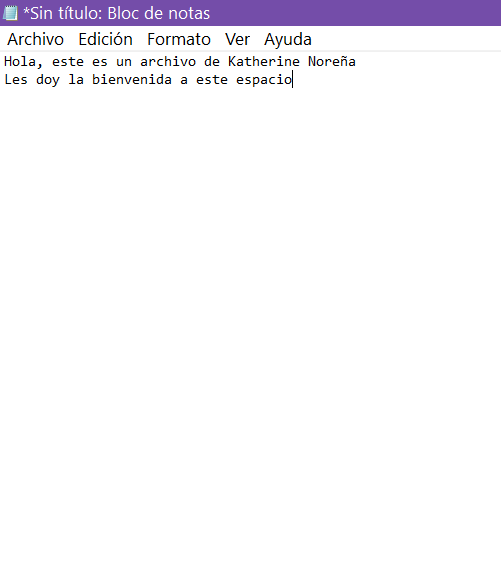 *Sin título: Bloc de notas
Archivo Edición Formato Ver Ayuda
Hola, este es un archivo de Katherine Noreña
Les doy la bienvenida a este espacio